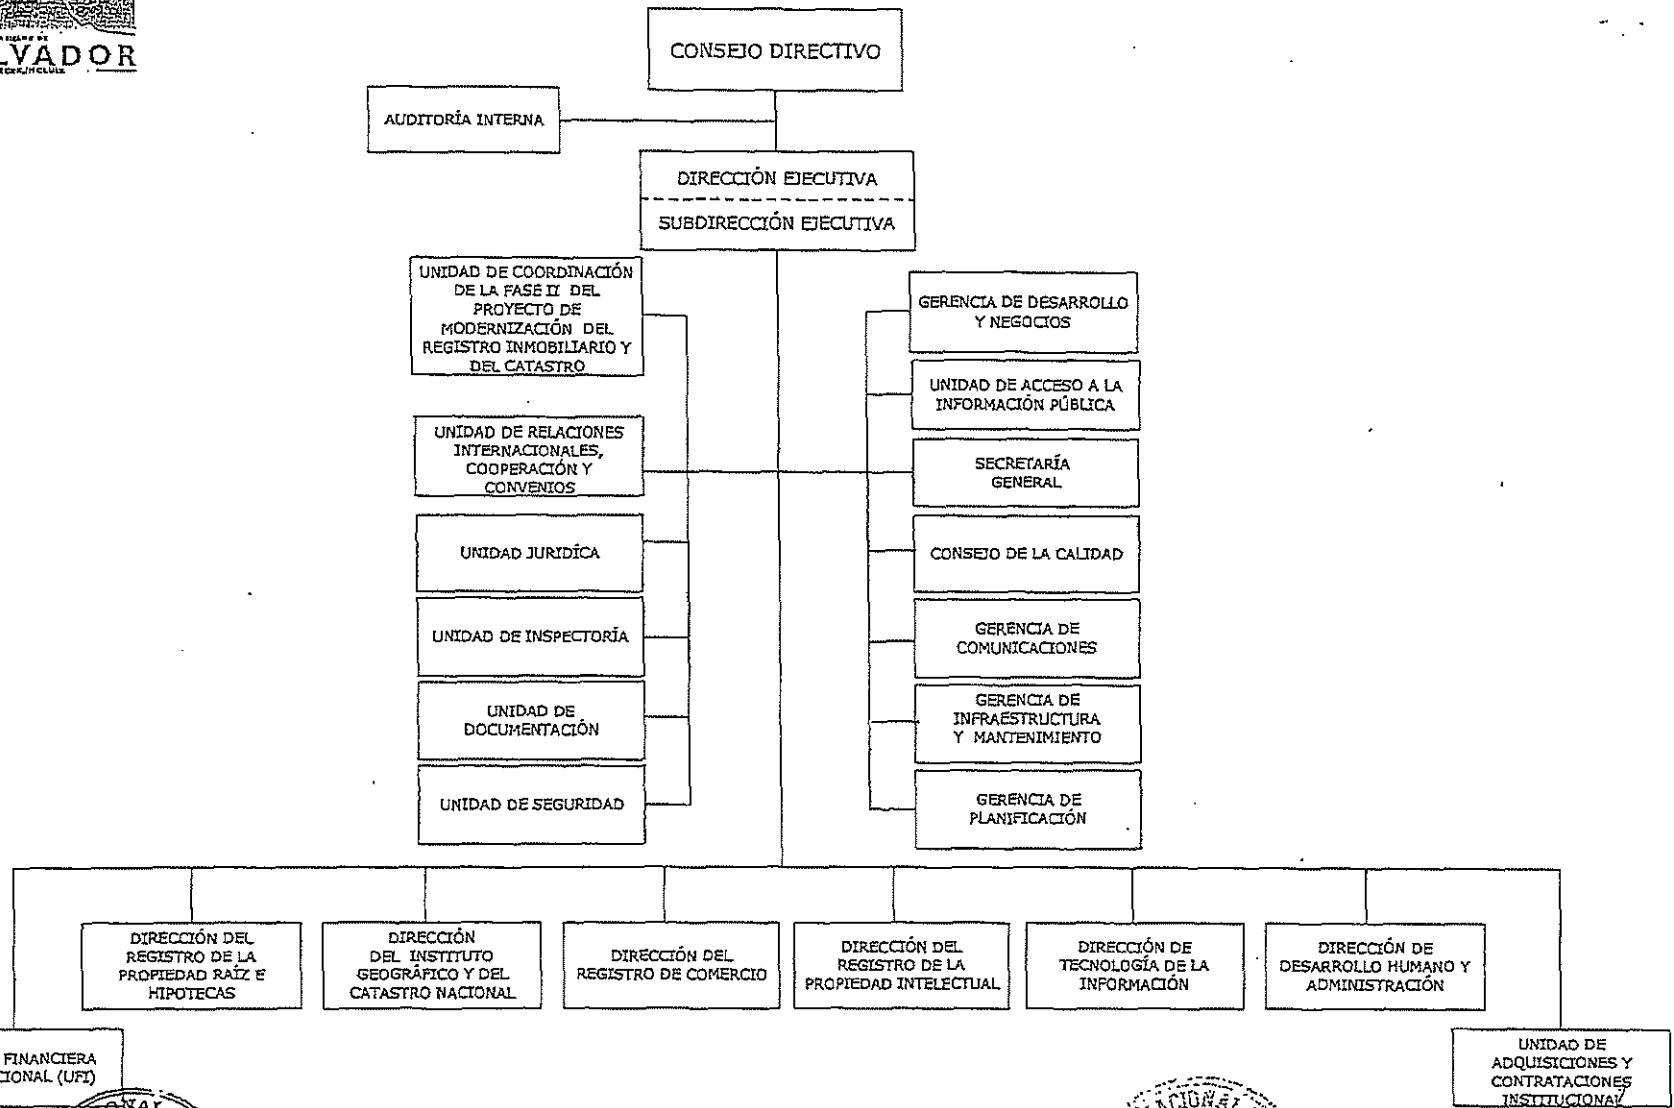 LVADOR
CONSEJO DIRECTIVO
AUDITORÍA INTERNA
DIRECCIÓN EJECUTIVA
SUBDIRECCIÓN EJECUTIVA
UNIDAD DE COORDINACIÓN
DE LA FASE II DEL
PROYECTO DE
MODERNIZACIÓN DEL
REGISTRO INMOBILIARIO Y
DEL CATASTRO
UNIDAD DE RELACIONES
INTERNACIONALES,
COOPERACIÓN Y
CONVENIOS
UNIDAD JURIDÍCA
UNIDAD DE INSPECTORÍA
UNIDAD DE
DOCUMENTACIÓN
UNIDAD DE SEGURIDAD
GERENCIA DE DESARROLLO
Y NEGOCIOS
UNIDAD DE ACCESO A LA
INFORMACIÓN PÚBLICA
SECRETARÍA
GENERAL
CONSEJO DE LA CALIDAD
GERENCIA DE
COMUNICACIONES
GERENCIA DE
INFRAESTRUCTURA
Y MANTENIMIENTO
GERENCIA DE
PLANIFICACIÓN
DIRECCIÓN DEL
REGISTRO DE LA
PROPIEDAD RAÍZ E
HIPOTECAS
DIRECCIÓN
DEL INSTITUTO
GEOGRÁFICO Y DEL
CATASTRO NACIONAL
DIRECCIÓN DEL
REGISTRO DE COMERCIO
DIRECCIÓN DEL
REGISTRO DE LA
PROPIEDAD INTELECTUAL
DIRECCIÓN DE
TECNOLOGÍA DE LA
INFORMACIÓN
DIRECCIÓN DE
DESARROLLO HUMANO Y
ADMINISTRACIÓN
FINANCIERA
CIONAL (UFI)
UNIDAD DE
ADQUISICIONES Y
CONTRATACIONES
INSTITUCIONAL
ONAL
ACIONAL